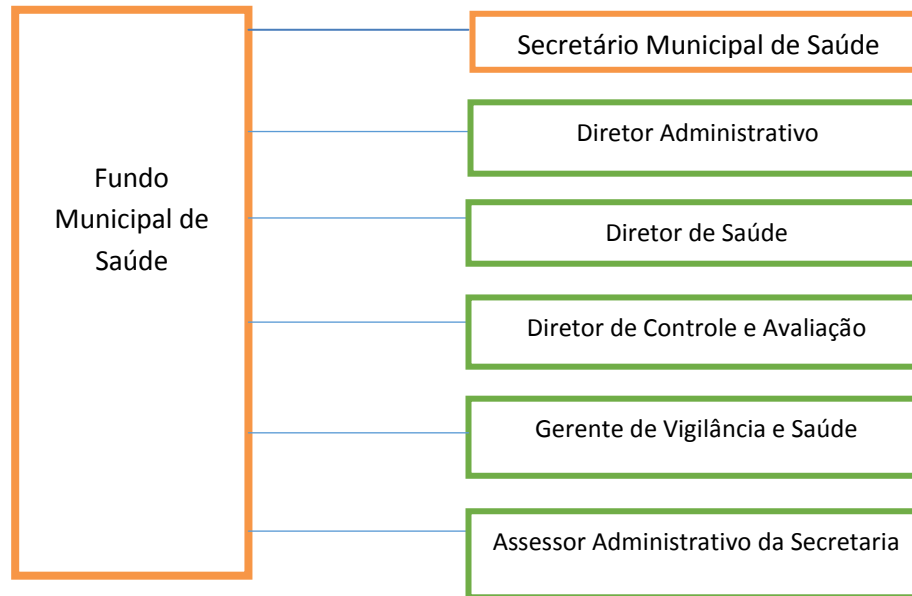 Fundo
Municipal de
Saúde
Secretário Municipal de Saúde
Diretor Administrativo
Diretor de Saúde
Diretor de Controle e Avaliação
Gerente de Vigilância e Saúde
Assessor Administrativo da Secretaria